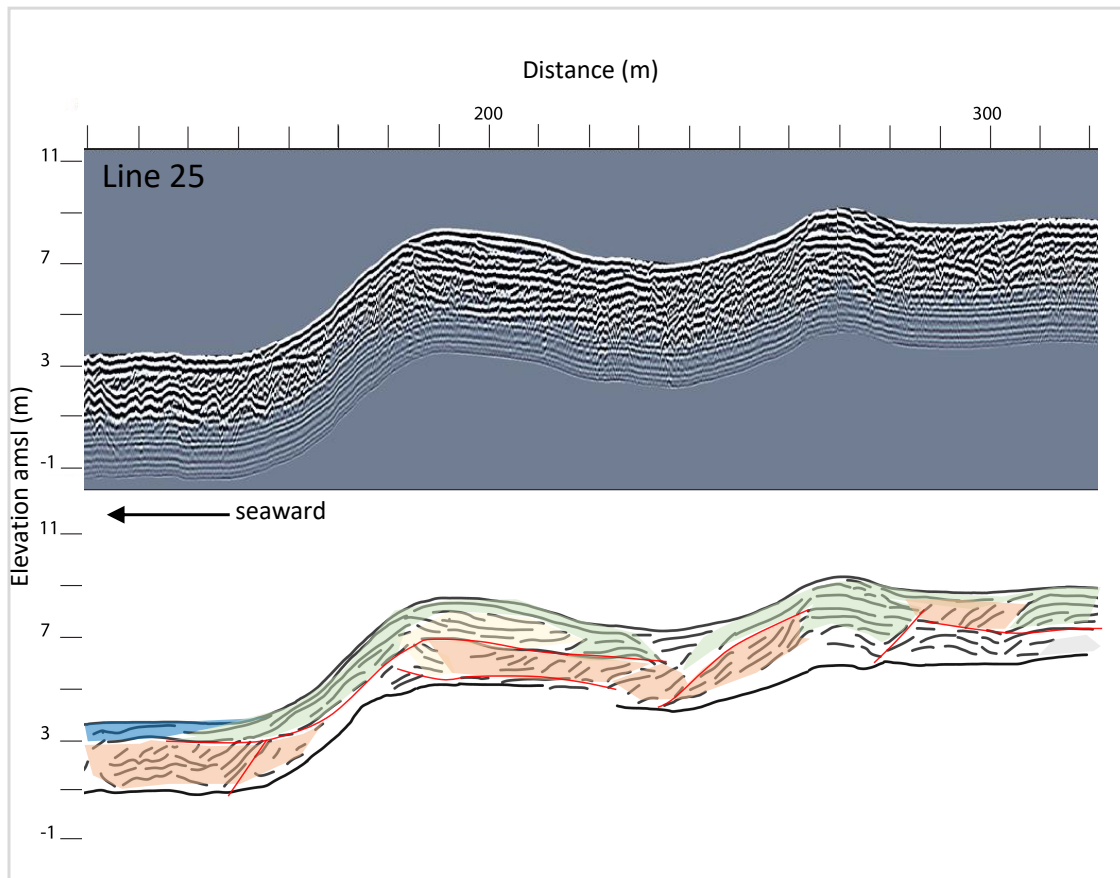 Distance (m)
200 300
11
Line 25
7
3
-1
Elevation amsl (m)
seaward
11
7
3
-1